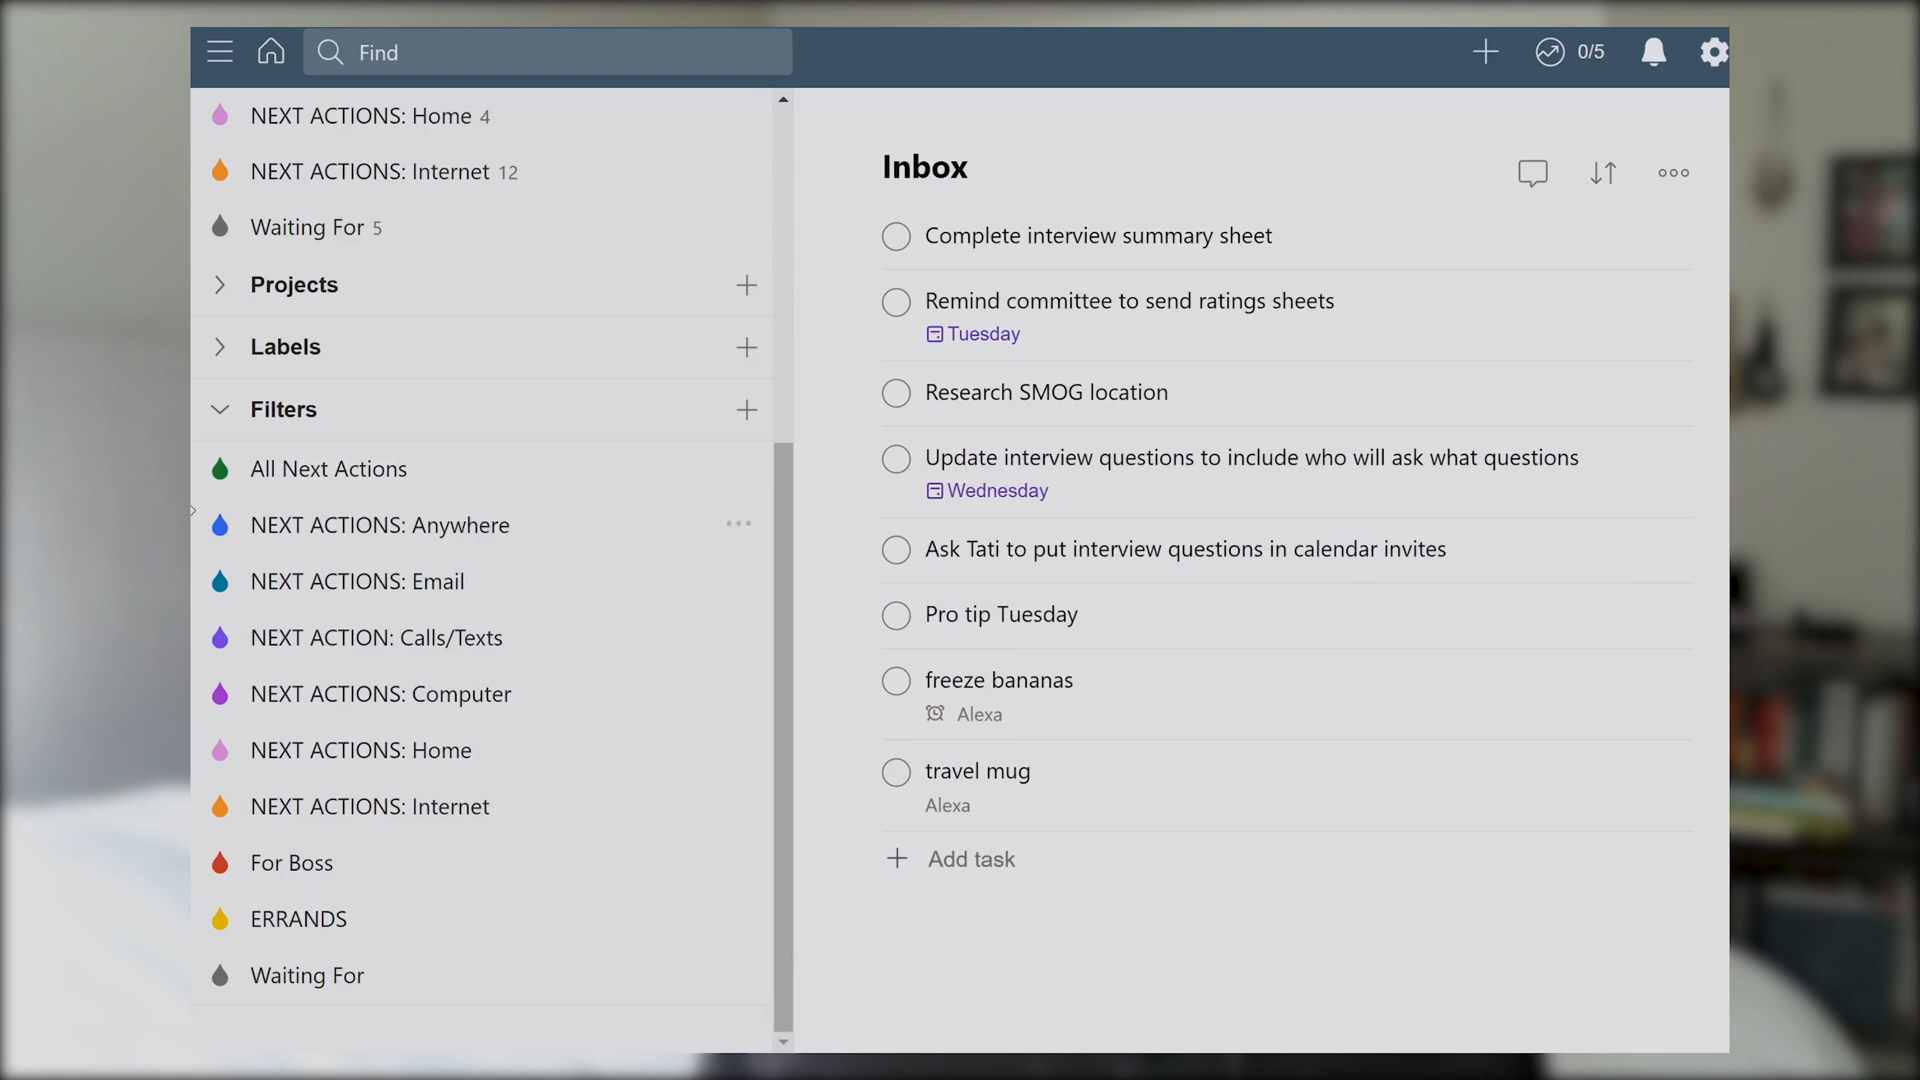 Find
0/5
NEXT ACTIONS: Home 4
NEXT ACTIONS: Internet 12
Waiting For 5
Projects
Labels
Filters
All Next Actions
NEXT ACTIONS: Anywhere
NEXT ACTIONS: Email
NEXT ACTION: Calls/Texts
NEXT ACTIONS: Computer
NEXT ACTIONS: Home
NEXT ACTIONS: Internet
For Boss
ERRANDS
Waiting For
Inbox
Complete interview summary sheet
Remind committee to send ratings sheets
Tuesday
Research SMOG location
Update interview questions to include who will ask what questions
Wednesday
Ask Tati to put interview questions in calendar invites
Pro tip Tuesday
freeze bananas
Alexa
travel mug
Alexa
Add task